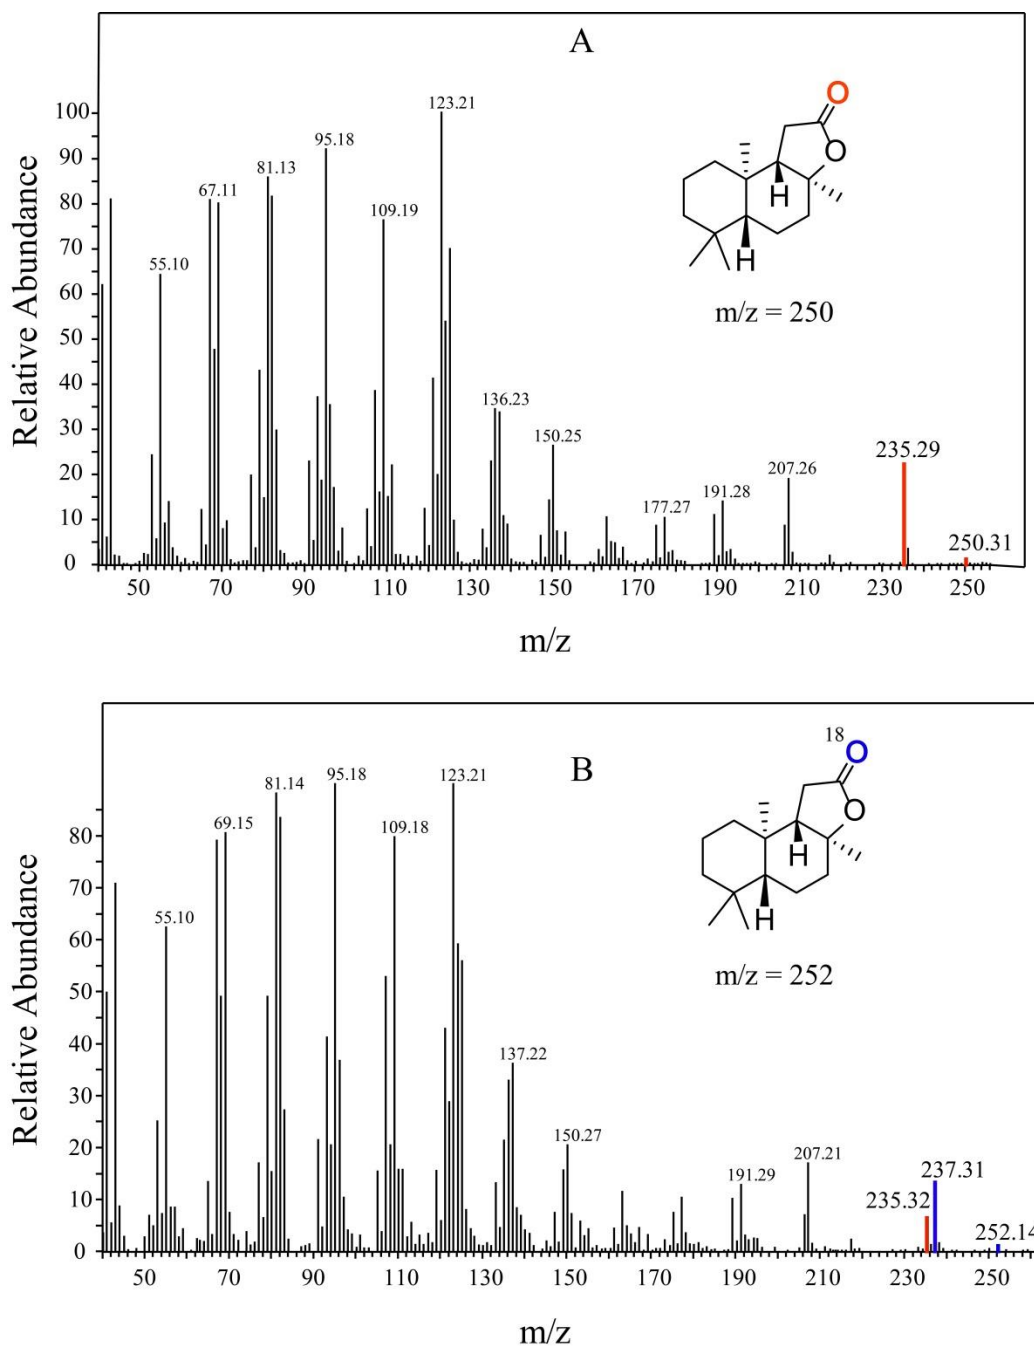 A
O
O
H
H
m/z = 250
Relative Abundance
100
90
80
70
60
50
40
30
20
10
0
55.10
67.11
81.13
95.18
109.19
123.21
136.23
150.25
177.27
191.28
207.26
235.29
250.31
50 70 90 110 130 150 170 190 210 230 250
m/z
B
18
O
O
H
H
m/z = 252
Relative Abundance
80
70
60
50
40
30
20
10
0
55.10
69.15
81.14
95.18
109.18
123.21
137.22
150.27
191.29
207.21
235.32
237.31
252.14
50 70 90 110 130 150 170 190 210 230 250
m/z